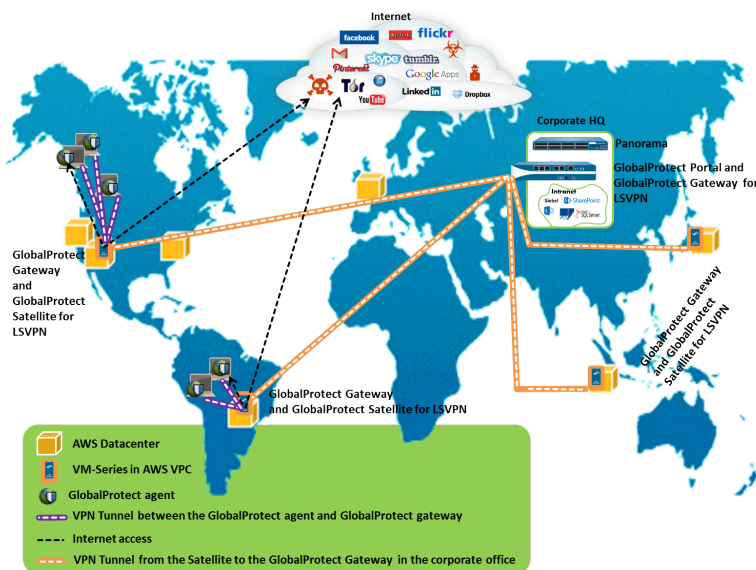 Internet
facebook
NETFLIX
flickr
skype
tumblr.
Pinterest
Google Apps
Tor
YouTube
LinkedIn
Dropbox
Corporate HQ
Panorama
GlobalProtect Portal and
GlobalProtect Gateway for
LSVPN
Intranet
Siebel
SharePoint
SQL Server
GlobalProtect
Gateway
and
GlobalProtect
Satellite for
LSVPN
GlobalProtect Gateway
and GlobalProtect
Satellite for LSVPN
GlobalProtect Gateway
and GlobalProtect Satellite for LSVPN
AWS Datacenter
VM-Series in AWS VPC
GlobalProtect agent
VPN Tunnel between the GlobalProtect agent and GlobalProtect gateway
Internet access
VPN Tunnel from the Satellite to the GlobalProtect Gateway in the corporate office